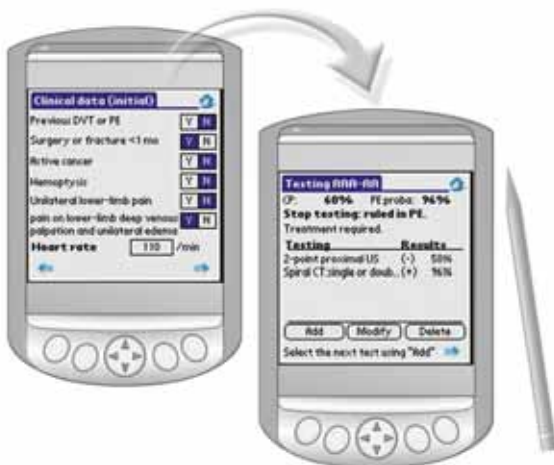 Clinical data (initial)
Previous DVT or PE Y N
Surgery or fracture <1 mo Y N
Active cancer Y N
Hemoptysis Y N
Unilateral lower-limb pain Y N
pain on lower-limb deep venous palpation and unilateral edema Y N
Heart rate 110 /min
Testing AAA-AA
CP: 60% PE proba: 96%
Stop testing: ruled in PE.
Treatment required.
Testing Results
2-point proximal US (-) 50%
Spiral CT:single or doub.. (+) 96%
Add Modify Delete
Select the next test using "Add"